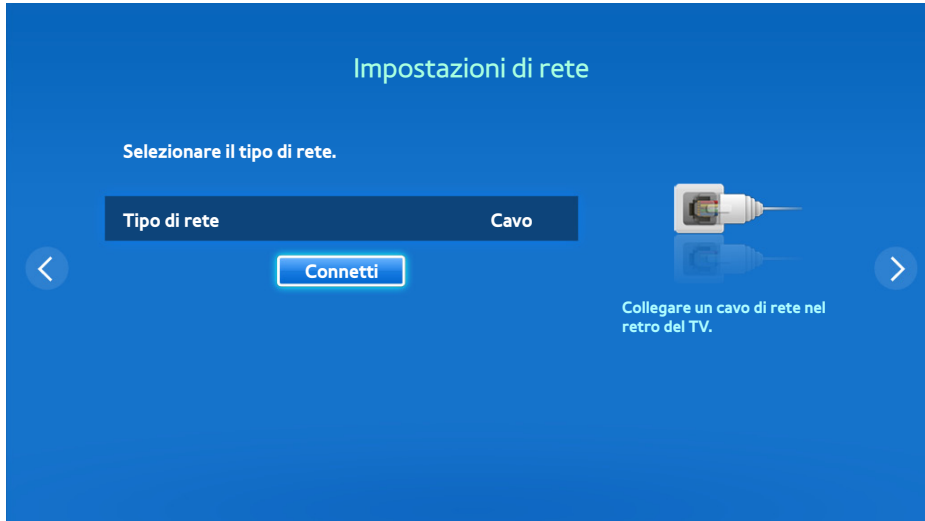 Impostazioni di rete
Selezionare il tipo di rete.
Tipo di rete Cavo
Connetti
Collegare un cavo di rete nel
retro del TV.